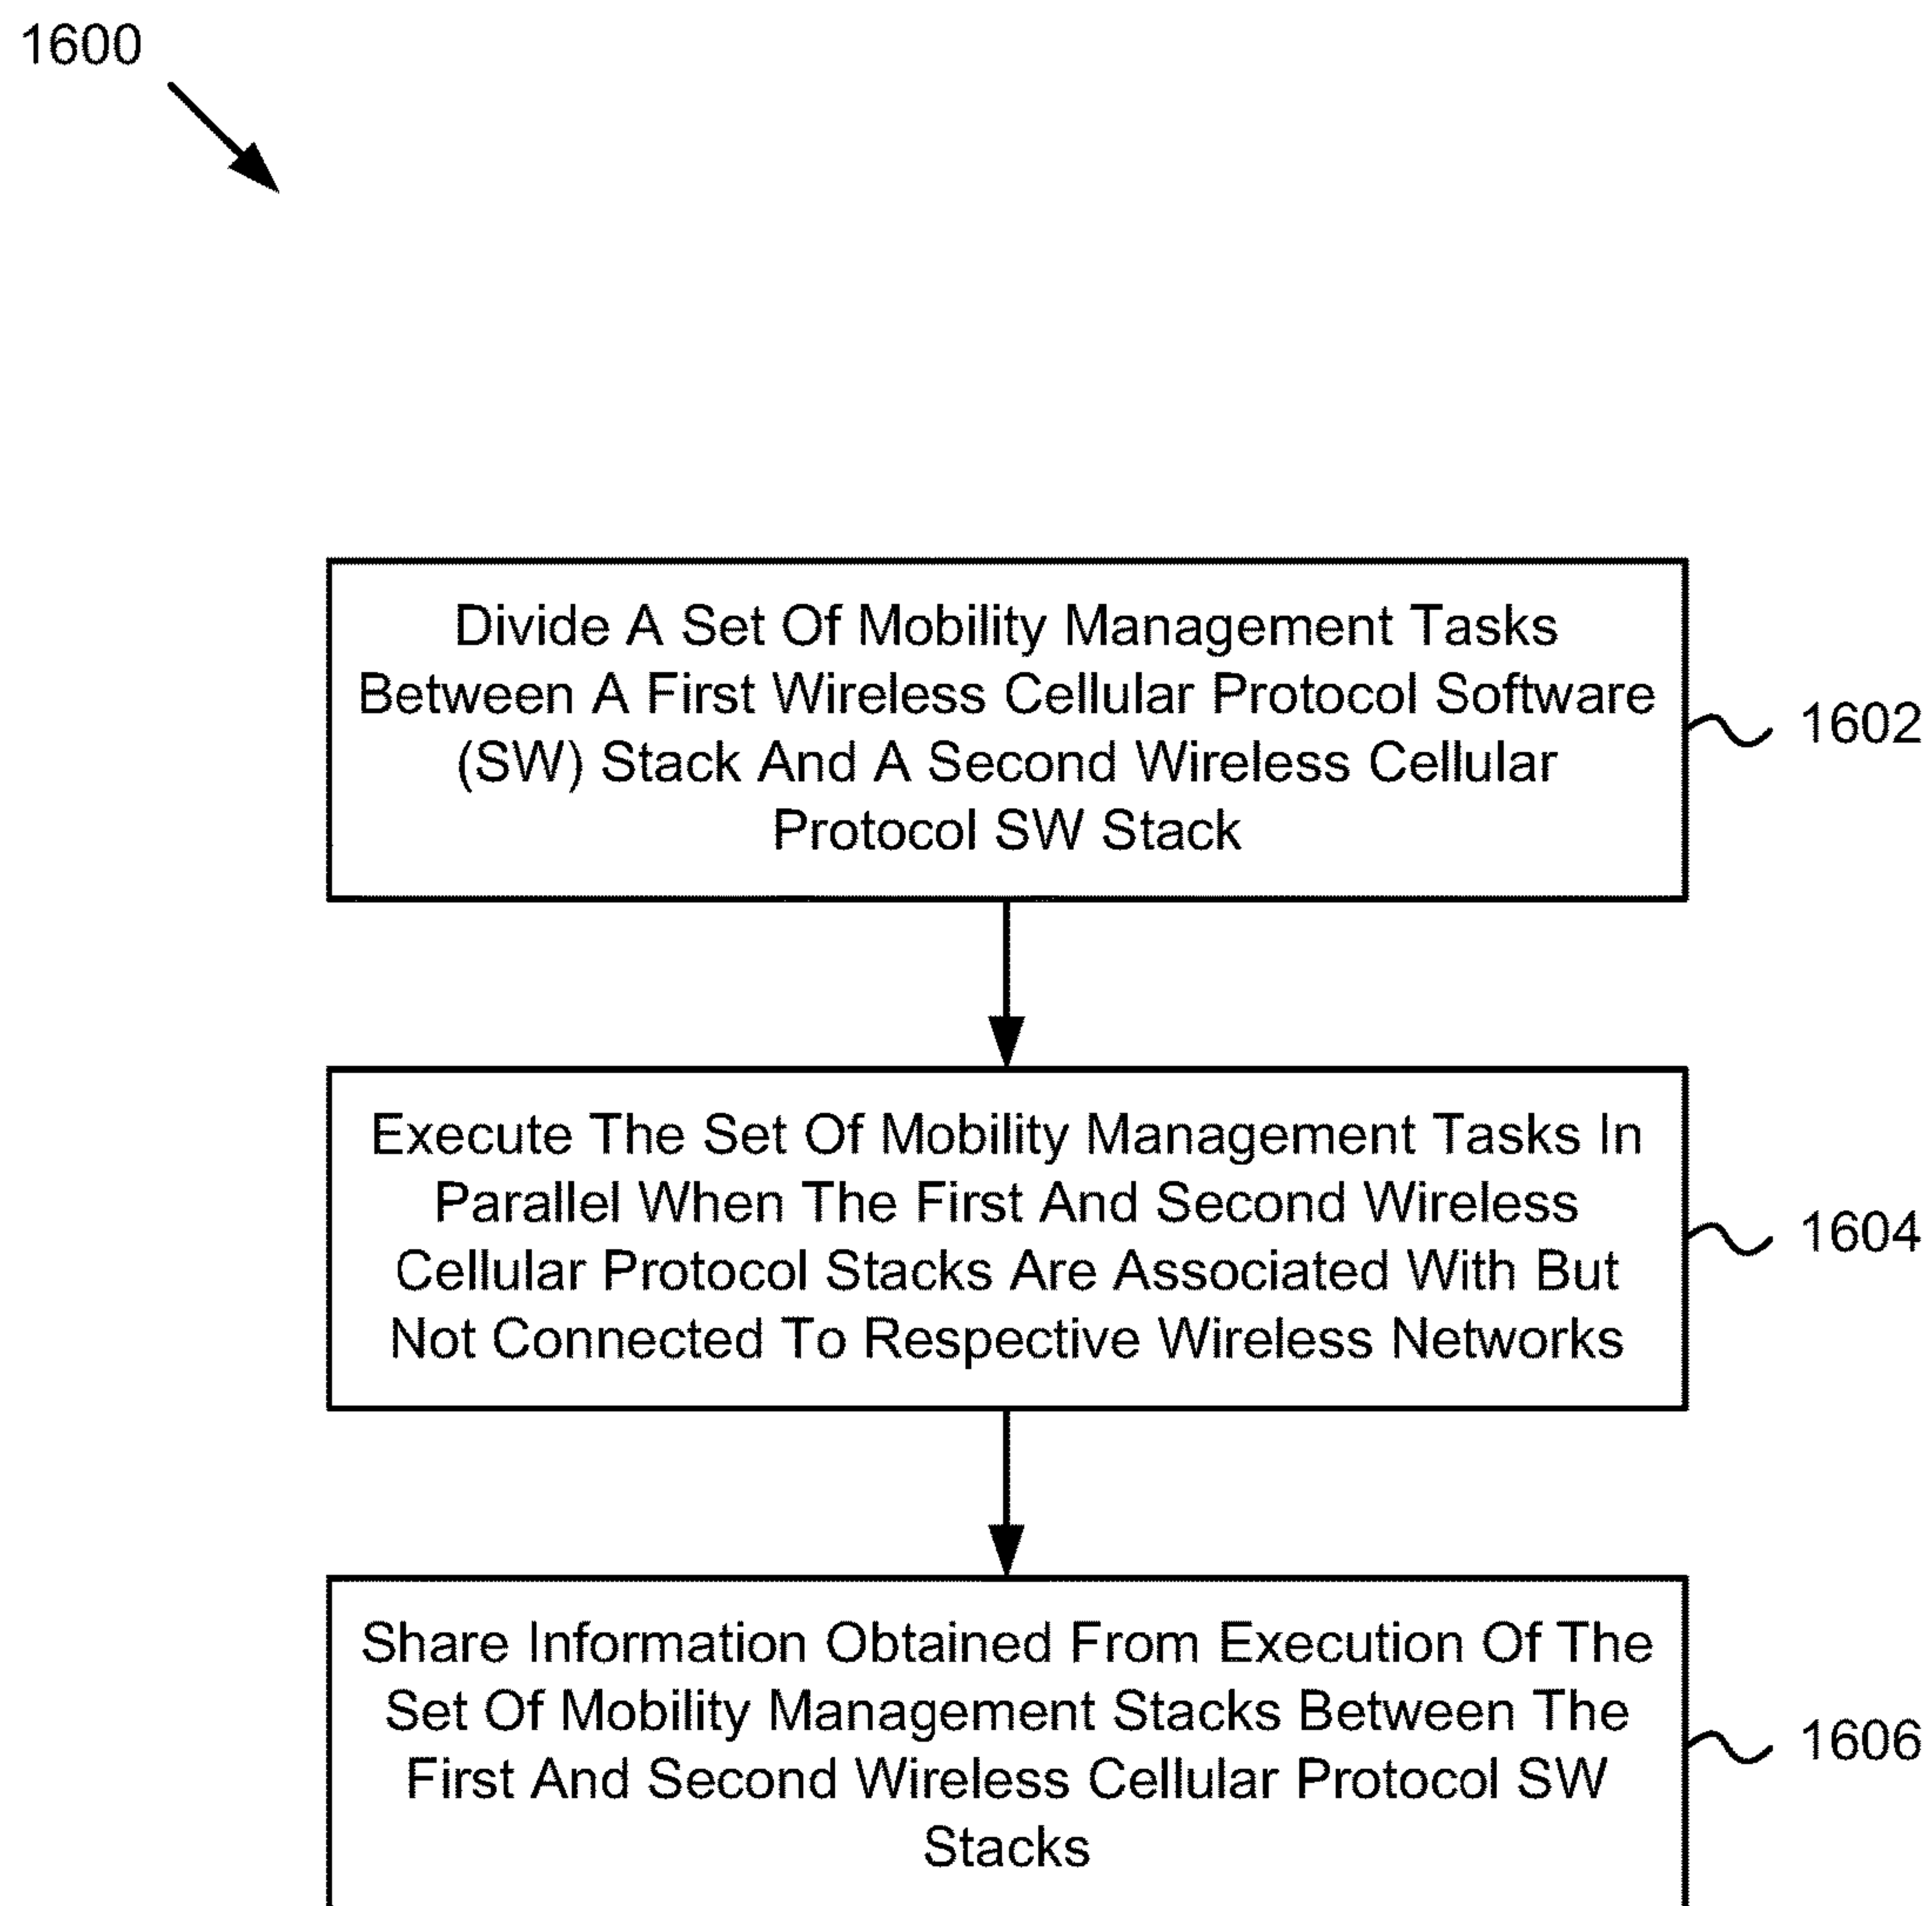 1600
Divide A Set Of Mobility Management Tasks
Between A First Wireless Cellular Protocol Software
(SW) Stack And A Second Wireless Cellular
Protocol SW Stack
1602
Execute The Set Of Mobility Management Tasks In
Parallel When The First And Second Wireless
Cellular Protocol Stacks Are Associated With But
Not Connected To Respective Wireless Networks
1604
Share Information Obtained From Execution Of The
Set Of Mobility Management Stacks Between The
First And Second Wireless Cellular Protocol SW
Stacks
1606